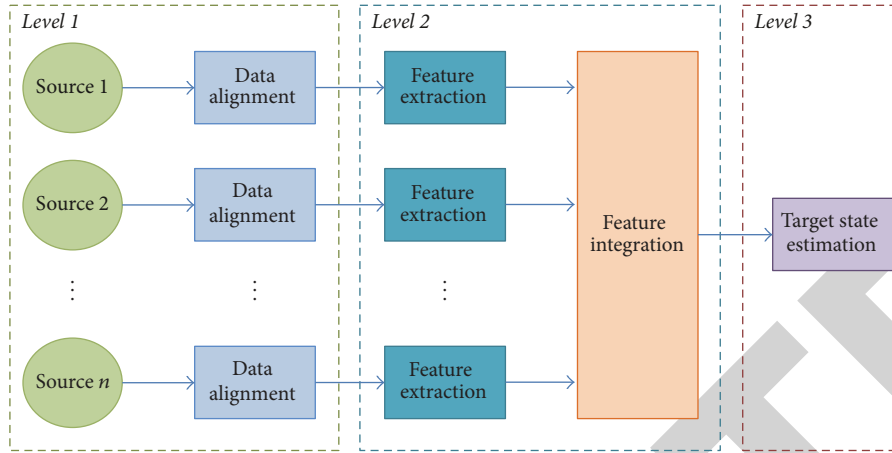 Level 1
Level 2
Level 3
Source 1
Data
alignment
Feature
extraction
Source 2
Data
alignment
Feature
extraction
Feature
integration
Target state
estimation
⋮
⋮
⋮
Source n
Data
alignment
Feature
extraction